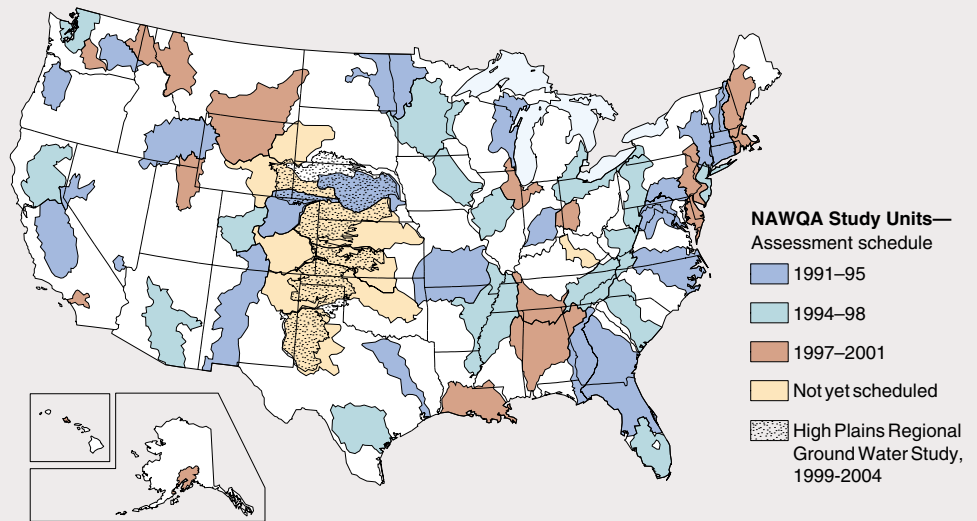 NAWQA Study Units—
Assessment schedule
1991–95
1994–98
1997–2001
Not yet scheduled
High Plains Regional
Ground Water Study,
1999-2004